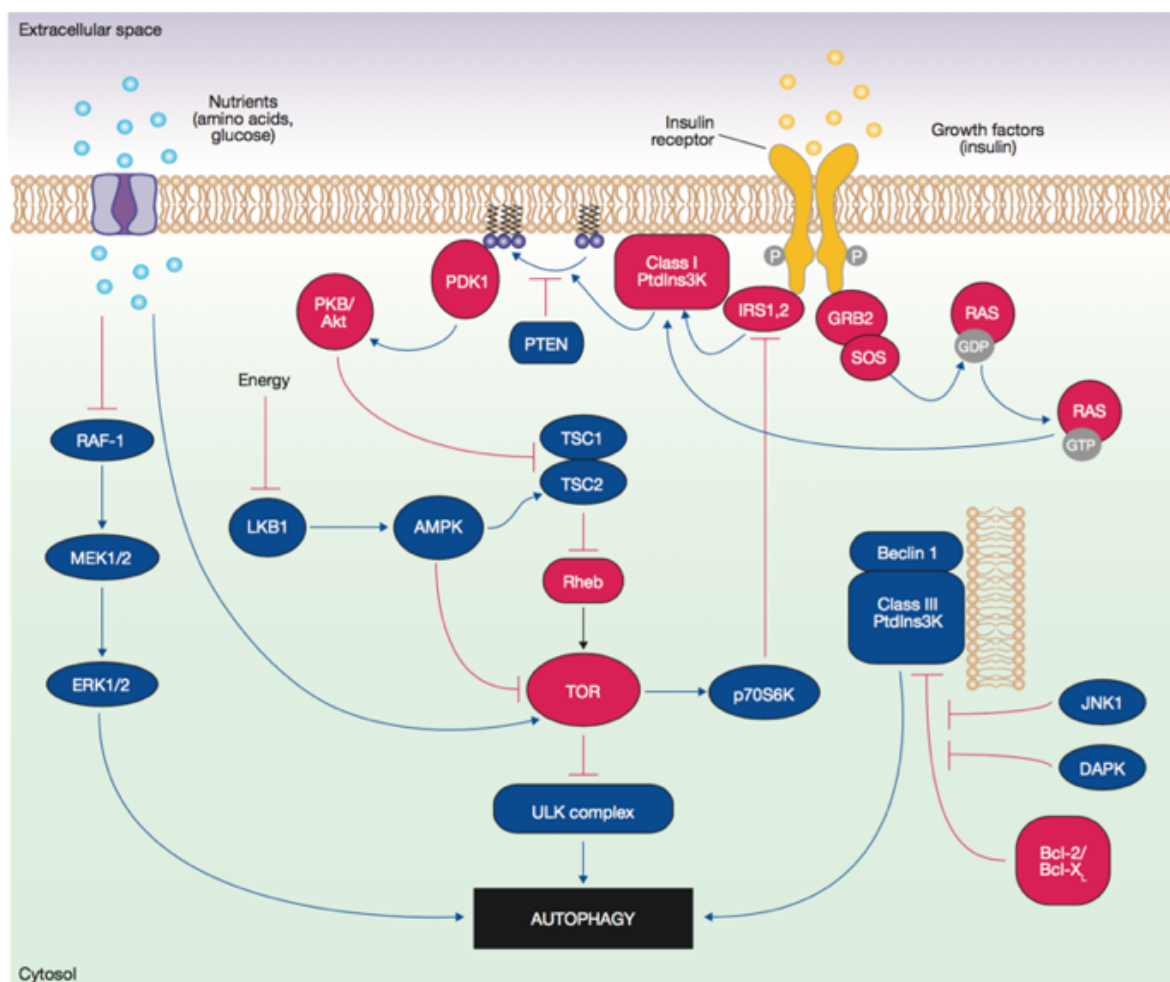 Extracellular space
Nutrients
(amino acids,
glucose)
Insulin
receptor
Growth factors
(insulin)
P
P
Class I
PtdIns3K
PDK1
IRS1,2
PKB/
Akt
GRB2
RAS
GDP
PTEN
SOS
Energy
RAS
GTP
RAF-1
TSC1
TSC2
LKB1
AMPK
MEK1/2
Beclin 1
Rheb
Class III
PtdIns3K
ERK1/2
TOR
p70S6K
JNK1
DAPK
ULK complex
Bcl-2/
Bcl-XL
AUTOPHAGY
Cytosol